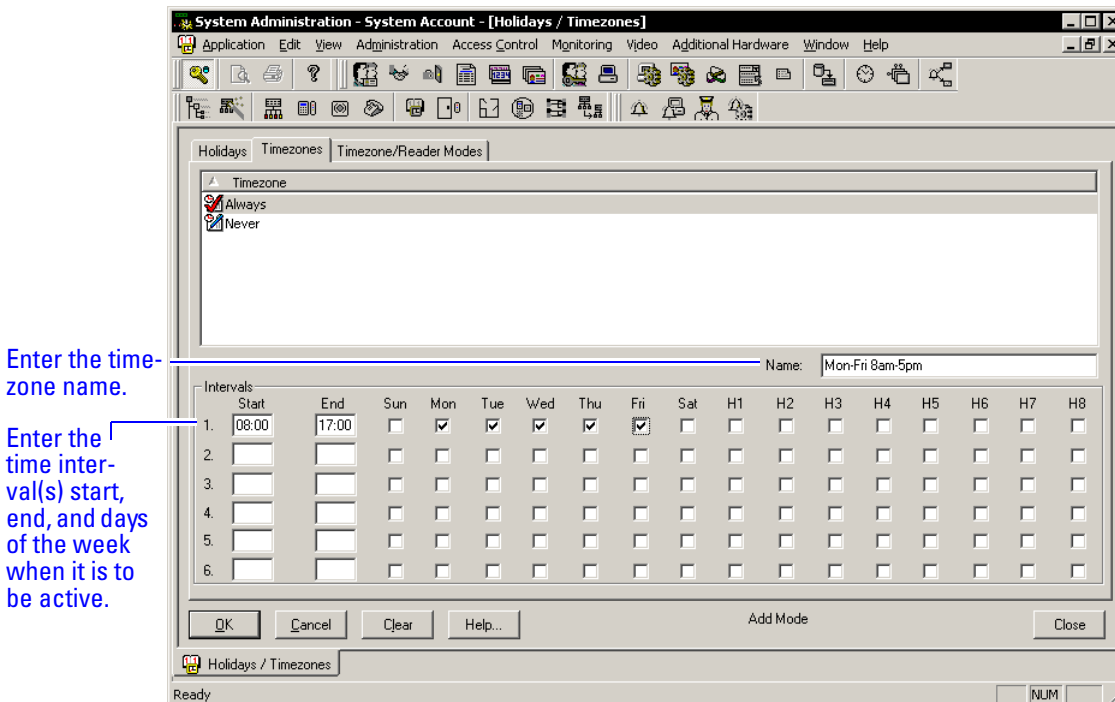 System Administration - System Account - [Holidays / Timezones]
Application Edit View Administration Access Control Monitoring Video Additional Hardware Window Help
Holidays Timezones Timezone/Reader Modes
Timezone
Always
Never
Enter the time-
zone name.
Name: Mon-Fri 8am-5pm
Intervals
Start End Sun Mon Tue Wed Thu Fri Sat H1 H2 H3 H4 H5 H6 H7 H8
1. 08:00 17:00
2.
3.
4.
5.
6.
Enter the
time inter-
val(s) start,
end, and days
of the week
when it is to
be active.
OK Cancel Clear Help... Add Mode Close
Holidays / Timezones
Ready NUM